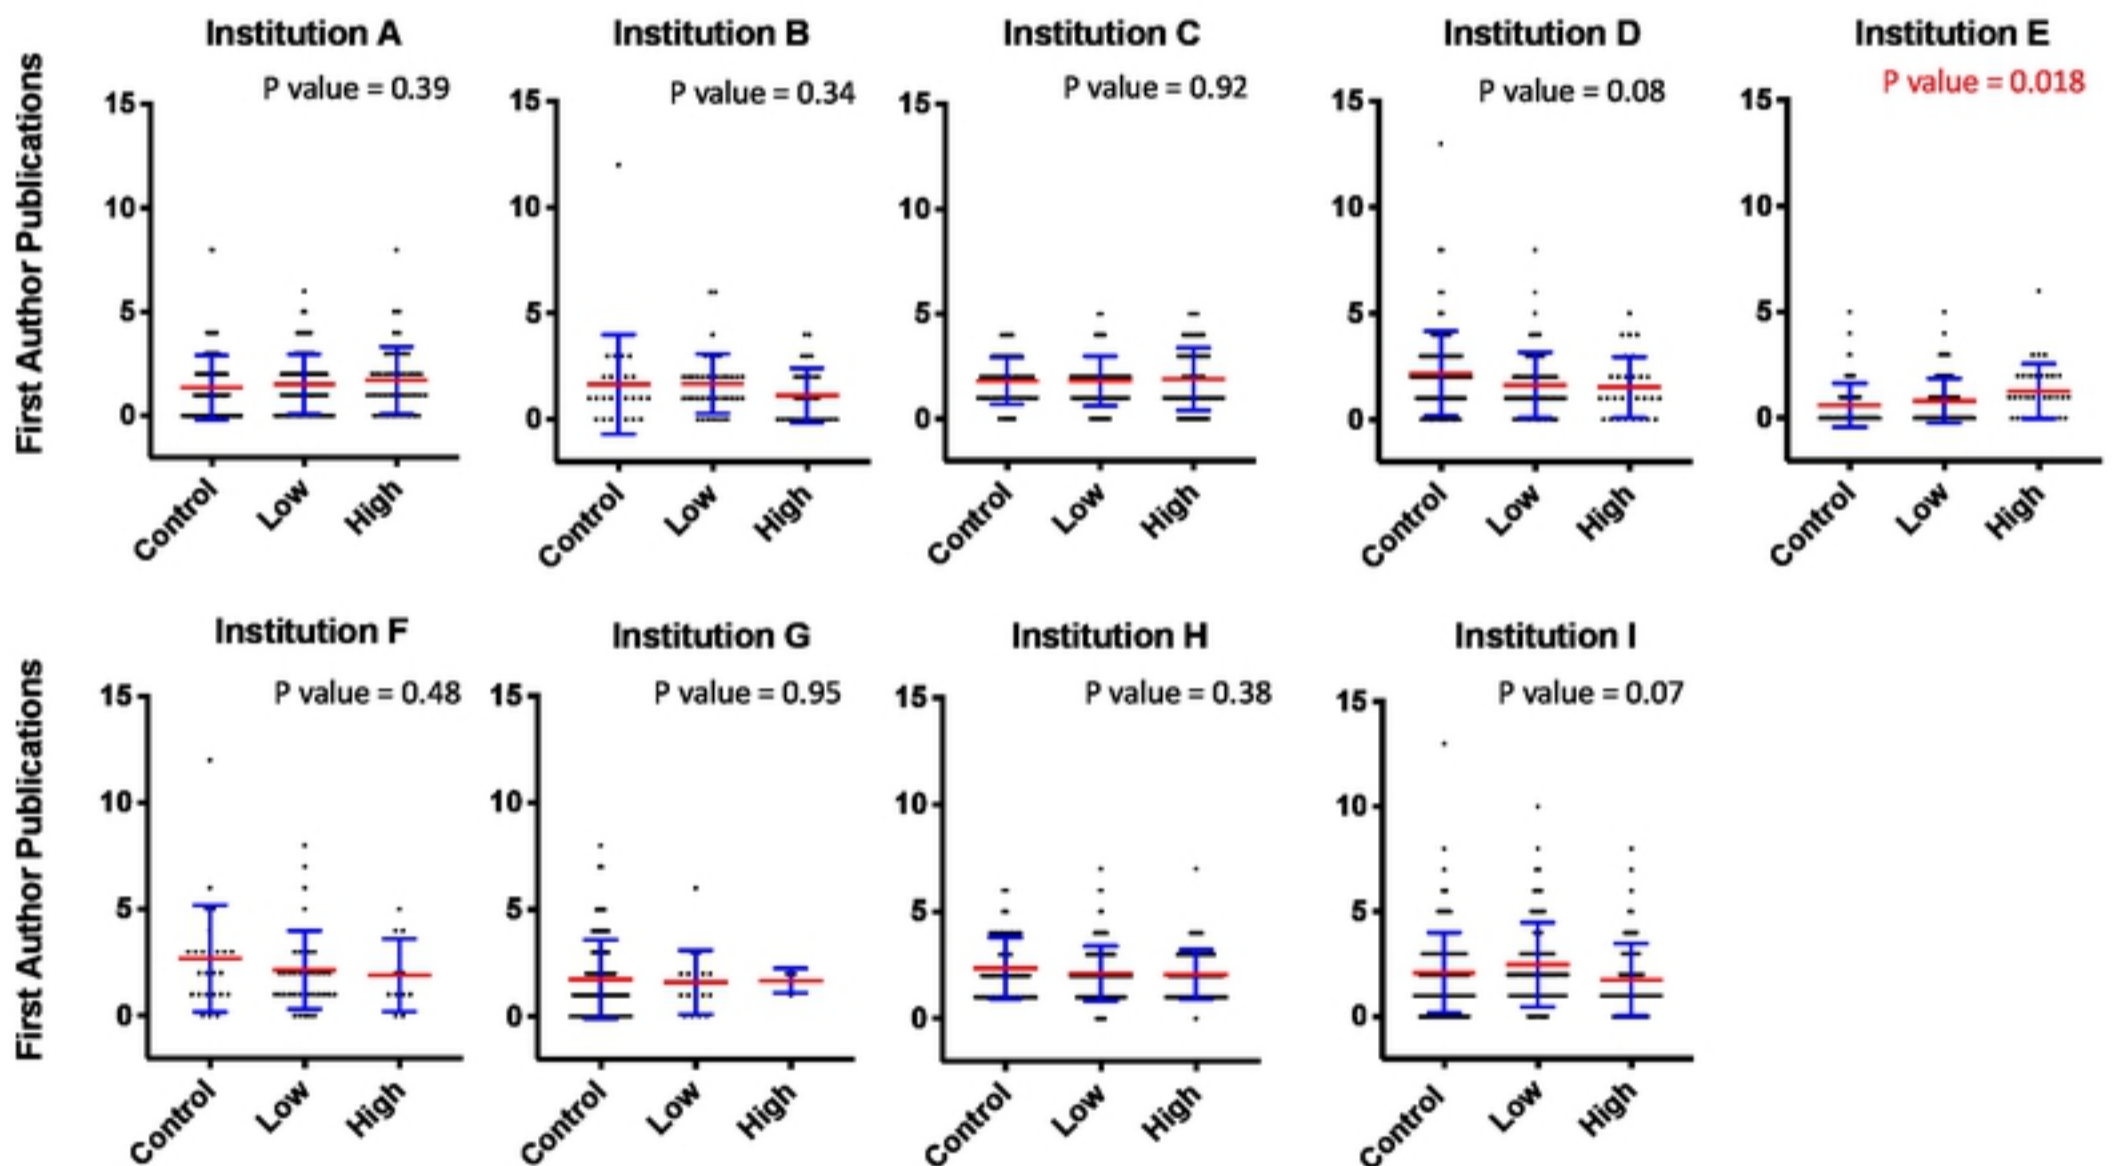 Institution A
P value = 0.39
First Author Publications
15
10
5
0
Control
Low
High
Institution B
P value = 0.34
15
10
5
0
Control
Low
High
Institution C
P value = 0.92
15
10
5
0
Control
Low
High
Institution D
P value = 0.08
15
10
5
0
Control
Low
High
Institution E
P value = 0.018
15
10
5
0
Control
Low
High
Institution F
P value = 0.48
First Author Publications
15
10
5
0
Control
Low
High
Institution G
P value = 0.95
15
10
5
0
Control
Low
High
Institution H
P value = 0.38
15
10
5
0
Control
Low
High
Institution I
P value = 0.07
15
10
5
0
Control
Low
High